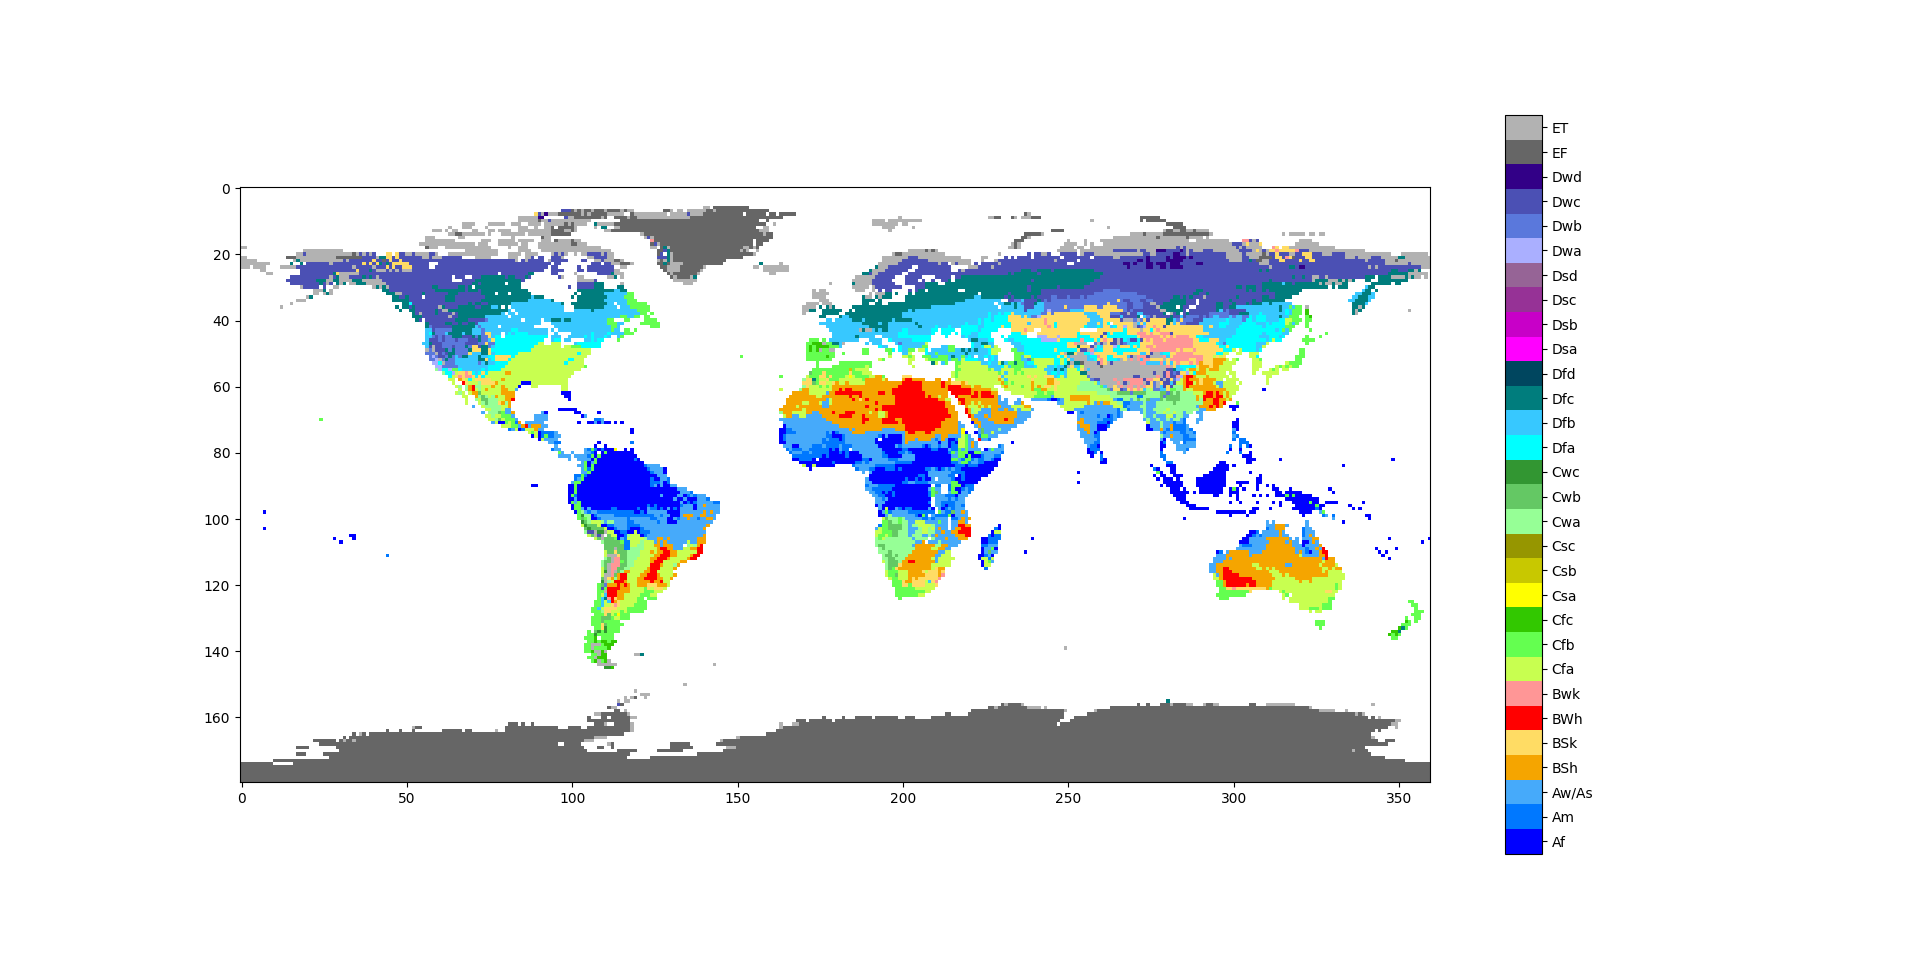 0
20
40
60
80
100
120
140
160
0 50 100 150 200 250 300 350
ET
EF
Dwd
Dwc
Dwb
Dwa
Dsd
Dsc
Dsb
Dsa
Dfd
Dfc
Dfb
Dfa
Cwc
Cwb
Cwa
Csc
Csb
Csa
Cfc
Cfb
Cfa
Bwk
BWh
BSk
BSh
Aw/As
Am
Af